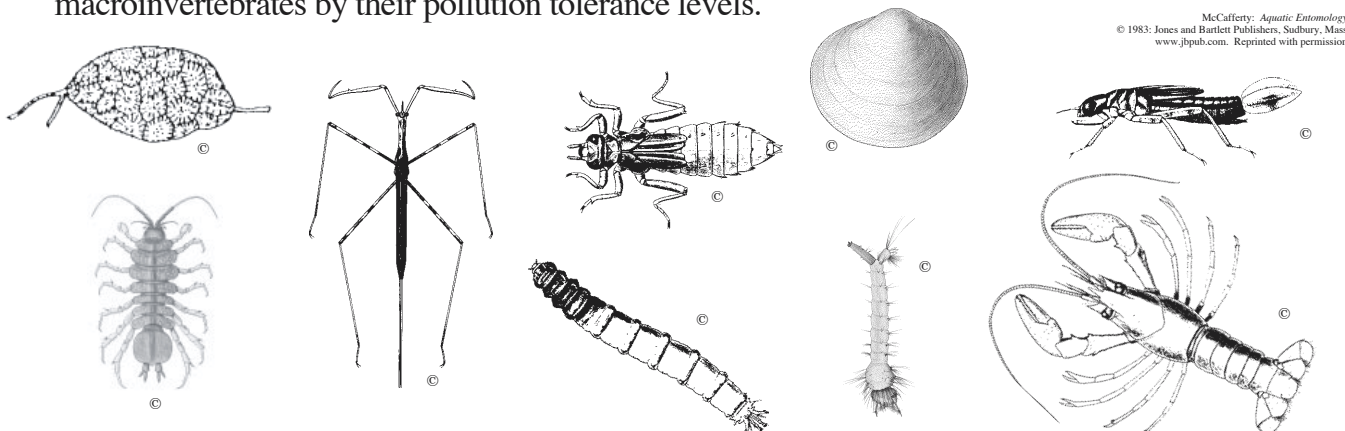 macroinvertebrates by their pollution tolerance levels.
McCafferty: Aquatic Entomology
© 1983: Jones and Bartlett Publishers, Sudbury, Mass
www.jbpub.com. Reprinted with permission
©
©
©
©
©
©
©
©
©